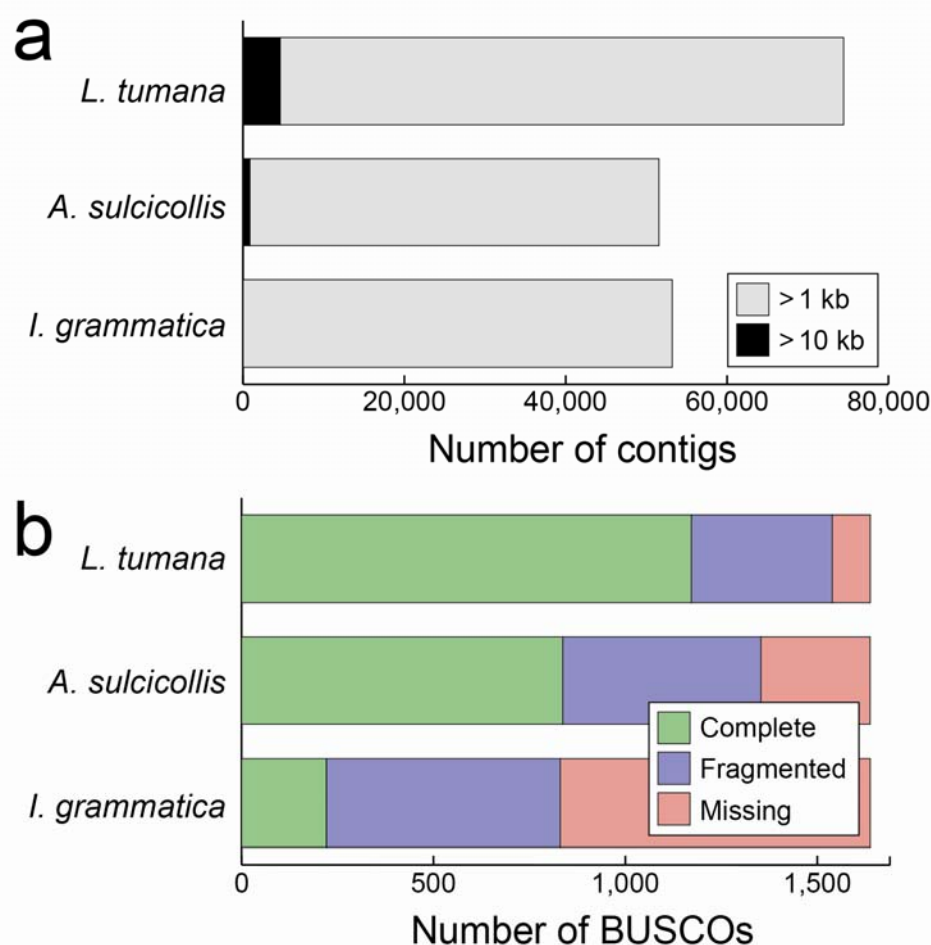 a
L. tumana
A. sulcicollis
I. grammatica
> 1 kb
> 10 kb
0 20,000 40,000 60,000 80,000
Number of contigs
b
L. tumana
A. sulcicollis
I. grammatica
Complete
Fragmented
Missing
0 500 1,000 1,500
Number of BUSCOs